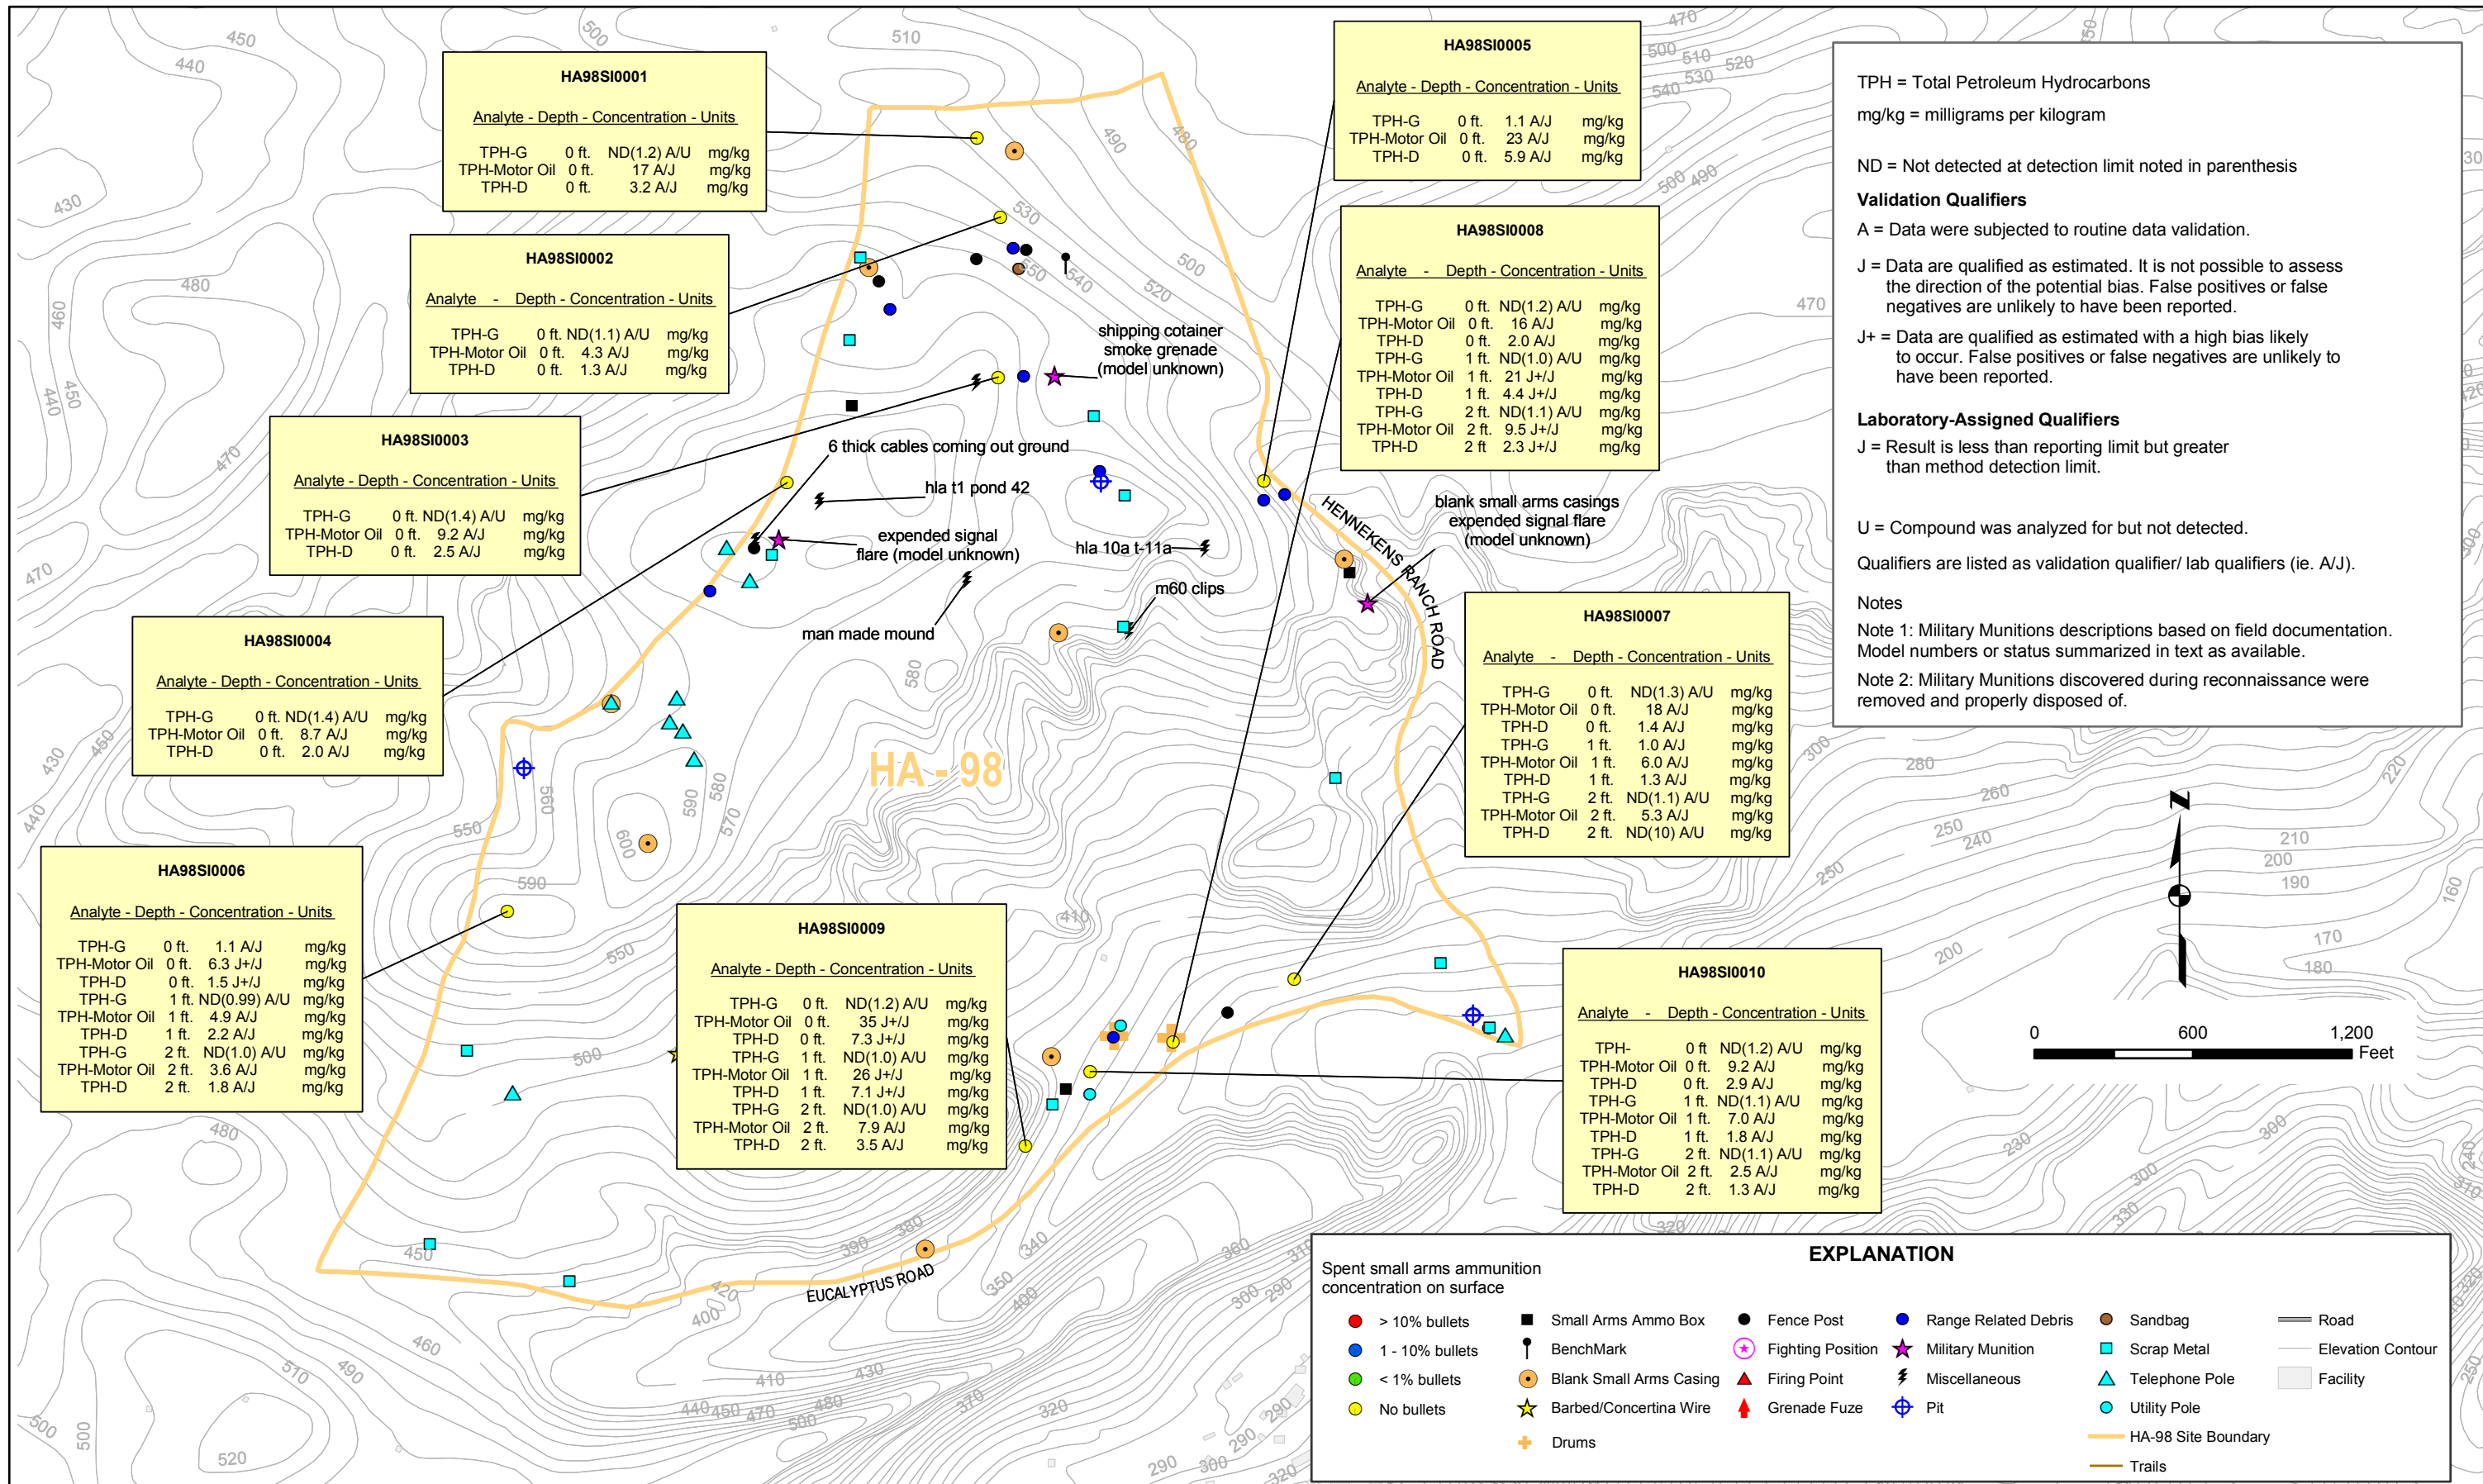 HA98SI0001
Analyte - Depth - Concentration - Units
TPH-G 0 ft. ND(1.2) A/U mg/kg
TPH-Motor Oil 0 ft. 17 A/J mg/kg
TPH-D 0 ft. 3.2 A/J mg/kg
HA98SI0002
Analyte - Depth - Concentration - Units
TPH-G 0 ft. ND(1.1) A/U mg/kg
TPH-Motor Oil 0 ft. 4.3 A/J mg/kg
TPH-D 0 ft. 1.3 A/J mg/kg
HA98SI0003
Analyte - Depth - Concentration - Units
TPH-G 0 ft. ND(1.4) A/U mg/kg
TPH-Motor Oil 0 ft. 9.2 A/J mg/kg
TPH-D 0 ft. 2.5 A/J mg/kg
HA98SI0004
Analyte - Depth - Concentration - Units
TPH-G 0 ft. ND(1.4) A/U mg/kg
TPH-Motor Oil 0 ft. 8.7 A/J mg/kg
TPH-D 0 ft. 2.0 A/J mg/kg
HA98SI0006
Analyte - Depth - Concentration - Units
TPH-G 0 ft. 1.1 A/J mg/kg
TPH-Motor Oil 0 ft. 6.3 J+/J mg/kg
TPH-D 0 ft. 1.5 J+/J mg/kg
TPH-G 1 ft. ND(0.99) A/U mg/kg
TPH-Motor Oil 1 ft. 4.9 A/J mg/kg
TPH-D 1 ft. 2.2 A/J mg/kg
TPH-G 2 ft. ND(1.0) A/U mg/kg
TPH-Motor Oil 2 ft. 3.6 A/J mg/kg
TPH-D 2 ft. 1.8 A/J mg/kg
HA98SI0009
Analyte - Depth - Concentration - Units
TPH-G 0 ft. ND(1.2) A/U mg/kg
TPH-Motor Oil 0 ft. 35 J+/J mg/kg
TPH-D 0 ft. 7.3 J+/J mg/kg
TPH-G 1 ft. ND(1.0) A/U mg/kg
TPH-Motor Oil 1 ft. 26 J+/J mg/kg
TPH-D 1 ft. 7.1 J+/J mg/kg
TPH-G 2 ft. ND(1.0) A/U mg/kg
TPH-Motor Oil 2 ft. 7.9 A/J mg/kg
TPH-D 2 ft. 3.5 A/J mg/kg
HA98SI0005
Analyte - Depth - Concentration - Units
TPH-G 0 ft. 1.1 A/J mg/kg
TPH-Motor Oil 0 ft. 23 A/J mg/kg
TPH-D 0 ft. 5.9 A/J mg/kg
HA98SI0008
Analyte - Depth - Concentration - Units
TPH-G 0 ft. ND(1.2) A/U mg/kg
TPH-Motor Oil 0 ft. 16 A/J mg/kg
TPH-D 0 ft. 2.0 A/J mg/kg
TPH-G 1 ft. ND(1.0) A/U mg/kg
TPH-Motor Oil 1 ft. 21 J+/J mg/kg
TPH-D 1 ft. 4.4 J+/J mg/kg
TPH-G 2 ft. ND(1.1) A/U mg/kg
TPH-Motor Oil 2 ft. 9.5 J+/J mg/kg
TPH-D 2 ft 2.3 J+/J mg/kg
HA98SI0007
Analyte - Depth - Concentration - Units
TPH-G 0 ft. ND(1.3) A/U mg/kg
TPH-Motor Oil 0 ft. 18 A/J mg/kg
TPH-D 0 ft. 1.4 A/J mg/kg
TPH-G 1 ft. 1.0 A/J mg/kg
TPH-Motor Oil 1 ft. 6.0 A/J mg/kg
TPH-D 1 ft. 1.3 A/J mg/kg
TPH-G 2 ft. ND(1.1) A/U mg/kg
TPH-Motor Oil 2 ft. 5.3 A/J mg/kg
TPH-D 2 ft. ND(10) A/U mg/kg
HA98SI0010
Analyte - Depth - Concentration - Units
TPH- 0 ft ND(1.2) A/U mg/kg
TPH-Motor Oil 0 ft. 9.2 A/J mg/kg
TPH-D 0 ft. 2.9 A/J mg/kg
TPH-G 1 ft. ND(1.1) A/U mg/kg
TPH-Motor Oil 1 ft. 7.0 A/J mg/kg
TPH-D 1 ft. 1.8 A/J mg/kg
TPH-G 2 ft. ND(1.1) A/U mg/kg
TPH-Motor Oil 2 ft. 2.5 A/J mg/kg
TPH-D 2 ft. 1.3 A/J mg/kg
shipping cotainer
smoke grenade
(model unknown)
6 thick cables coming out ground
hla t1 pond 42
expended signal
flare (model unknown)
man made mound
hla 10a t-11a
m60 clips
blank small arms casings
expended signal flare
(model unknown)
HENNEKENS RANCH ROAD
HA - 98
EUCALYPTUS ROAD
TPH = Total Petroleum Hydrocarbons
mg/kg = milligrams per kilogram
ND = Not detected at detection limit noted in parenthesis
Validation Qualifiers
A = Data were subjected to routine data validation.
J = Data are qualified as estimated. It is not possible to assess
the direction of the potential bias. False positives or false
negatives are unlikely to have been reported.
J+ = Data are qualified as estimated with a high bias likely
to occur. False positives or false negatives are unlikely to
have been reported.
Laboratory-Assigned Qualifiers
J = Result is less than reporting limit but greater
than method detection limit.
U = Compound was analyzed for but not detected.
Qualifiers are listed as validation qualifier/ lab qualifiers (ie. A/J).
Notes
Note 1: Military Munitions descriptions based on field documentation.
Model numbers or status summarized in text as available.
Note 2: Military Munitions discovered during reconnaissance were
removed and properly disposed of.
N
0 600 1,200
Feet
EXPLANATION
Spent small arms ammunition
concentration on surface
> 10% bullets
1 - 10% bullets
< 1% bullets
No bullets
Small Arms Ammo Box
BenchMark
Blank Small Arms Casing
Barbed/Concertina Wire
Drums
Fence Post
Fighting Position
Firing Point
Grenade Fuze
Range Related Debris
Military Munition
Miscellaneous
Pit
Sandbag
Scrap Metal
Telephone Pole
Utility Pole
HA-98 Site Boundary
Trails
Road
Elevation Contour
Facility